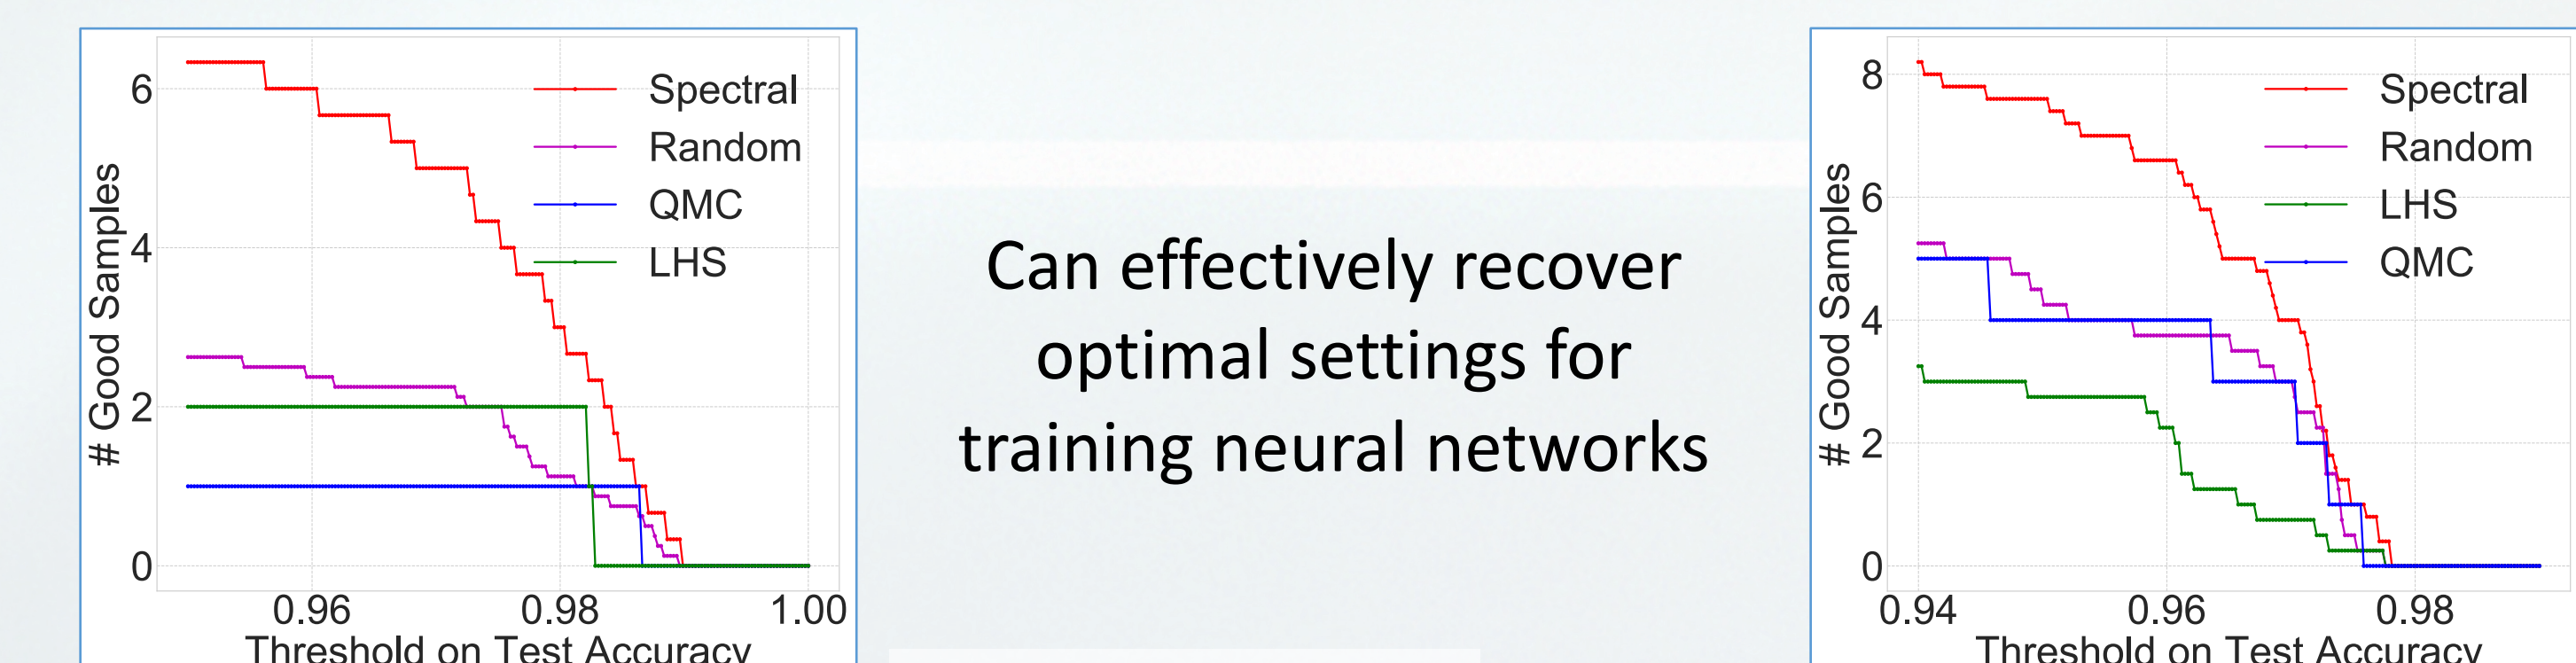 # Good Samples
6
4
2
0
0.96
0.98
1.00
Threshold on Test Accuracy
Spectral
Random
QMC
LHS
Can effectively recover
optimal settings for
training neural networks
# Good Samples
8
6
4
2
0
0.94
0.96
0.98
Threshold on Test Accuracy
Spectral
Random
LHS
QMC